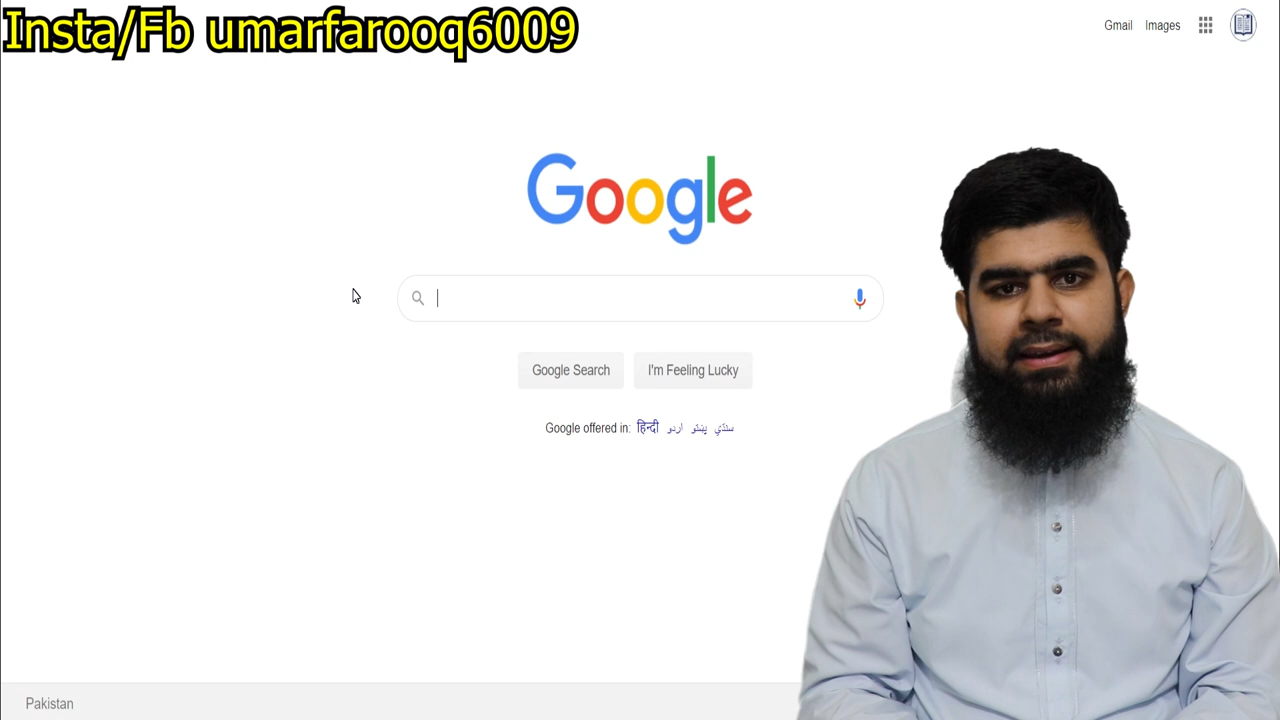 Insta/Fb umarfarooq6009
Gmail Images
Google
Google Search I'm Feeling Lucky
Google offered in: हिन्दी اردو پښتو سنڌي
Pakistan